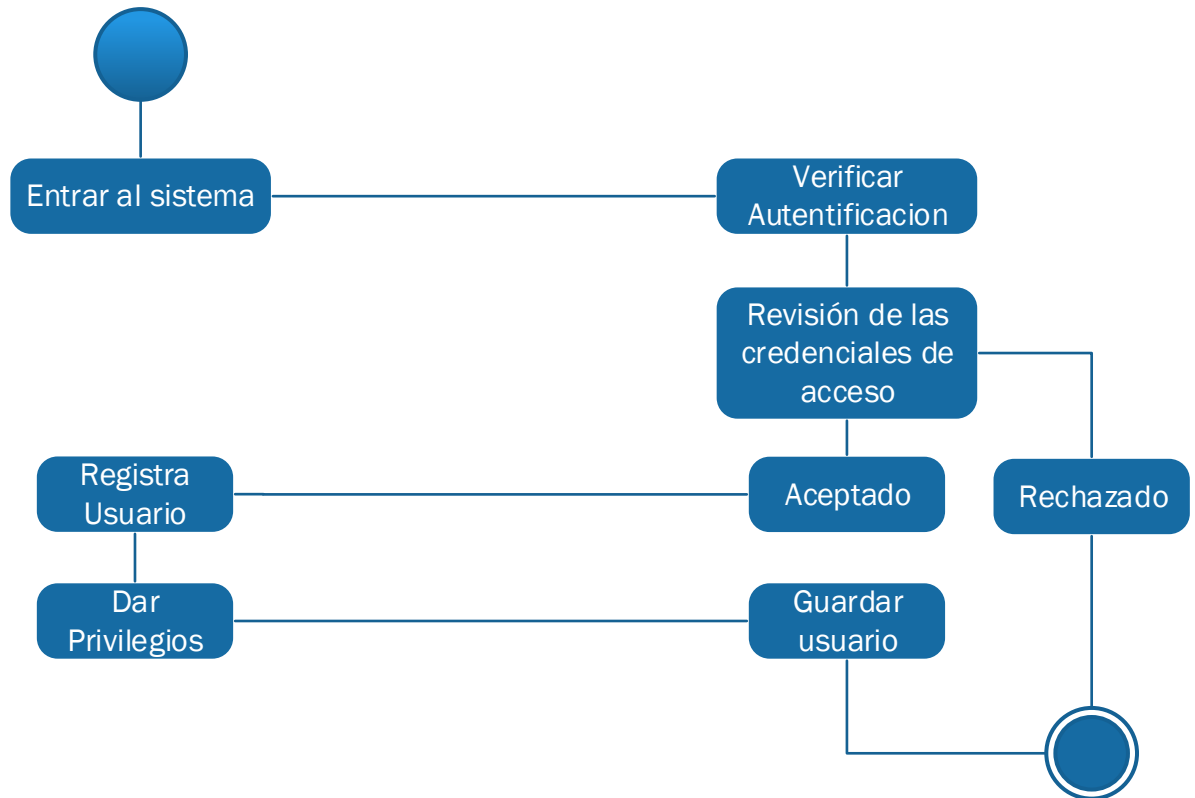 Entrar al sistema
Verificar
Autentificacion
Revisión de las
credenciales de
acceso
Registra
Usuario
Aceptado
Rechazado
Dar
Privilegios
Guardar
usuario